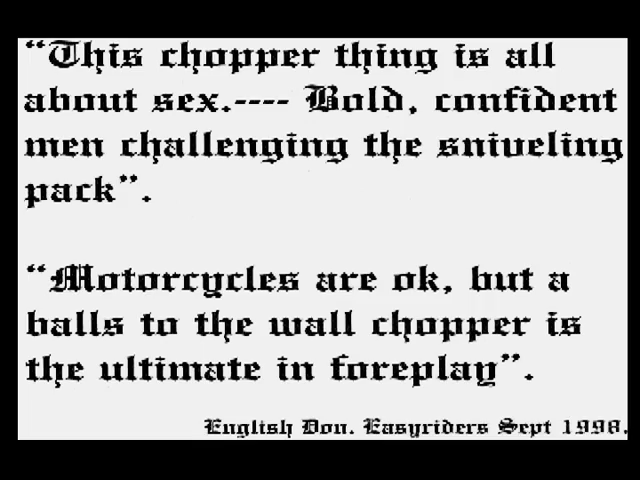 “This chopper thing is all
about sex.---- Bold, confident
men challenging the sniveling
pack”.
“Motorcycles are ok, but a
balls to the wall chopper is
the ultimate in foreplay”.
English Don. Easyriders Sept 1998.